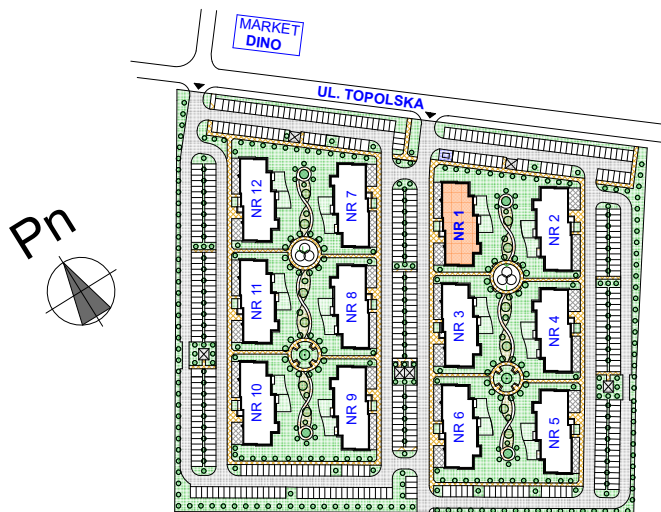 MARKET
DINO
UL. TOPOLSKA
NR 12
NR 7
NR 1
NR 2
Pn
NR 11
NR 8
NR 3
NR 4
NR 10
NR 9
NR 6
NR 5